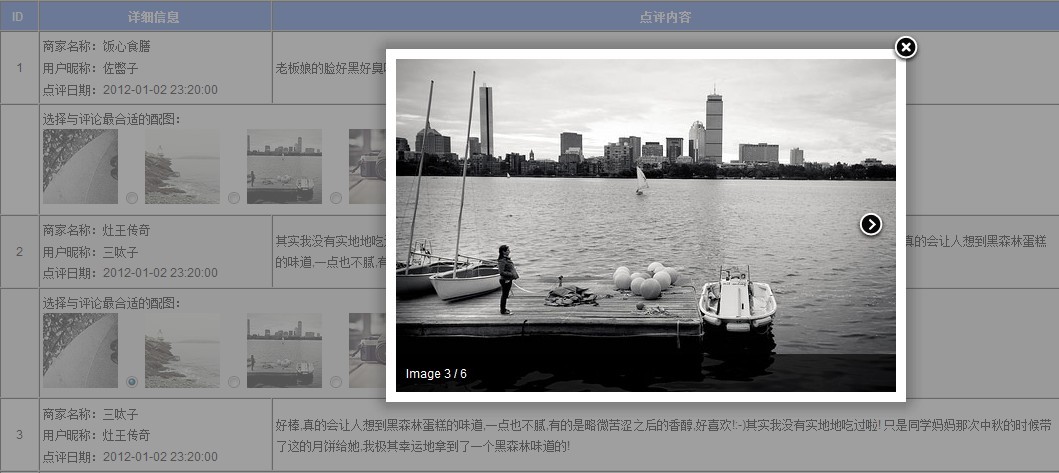 ID 详细信息 点评内容
商家名称：饭心食膳
1 用户昵称：佐罄子 老板娘的脸好黑好臭
点评日期：2012-01-02 23:20:00
选择与评论最合适的配图：
商家名称：灶王传奇 其实我没有实地地吃 真的会让人想到黑森林蛋糕
2 用户昵称：三呔子
的味道,一点也不腻,有
点评日期：2012-01-02 23:20:00
选择与评论最合适的配图：
Image 3 / 6
商家名称：三呔子
好棒,真的会让人想到黑森林蛋糕的味道,一点也不腻,有的是略微苦涩之后的香醇,好喜欢!:-)其实我没有实地地吃过啦! 只是同学妈妈那次中秋的时候带
3 用户昵称：灶王传奇
了这的月饼给她,我极其幸运地拿到了一个黑森林味道的!
点评日期：2012-01-02 23:20:00